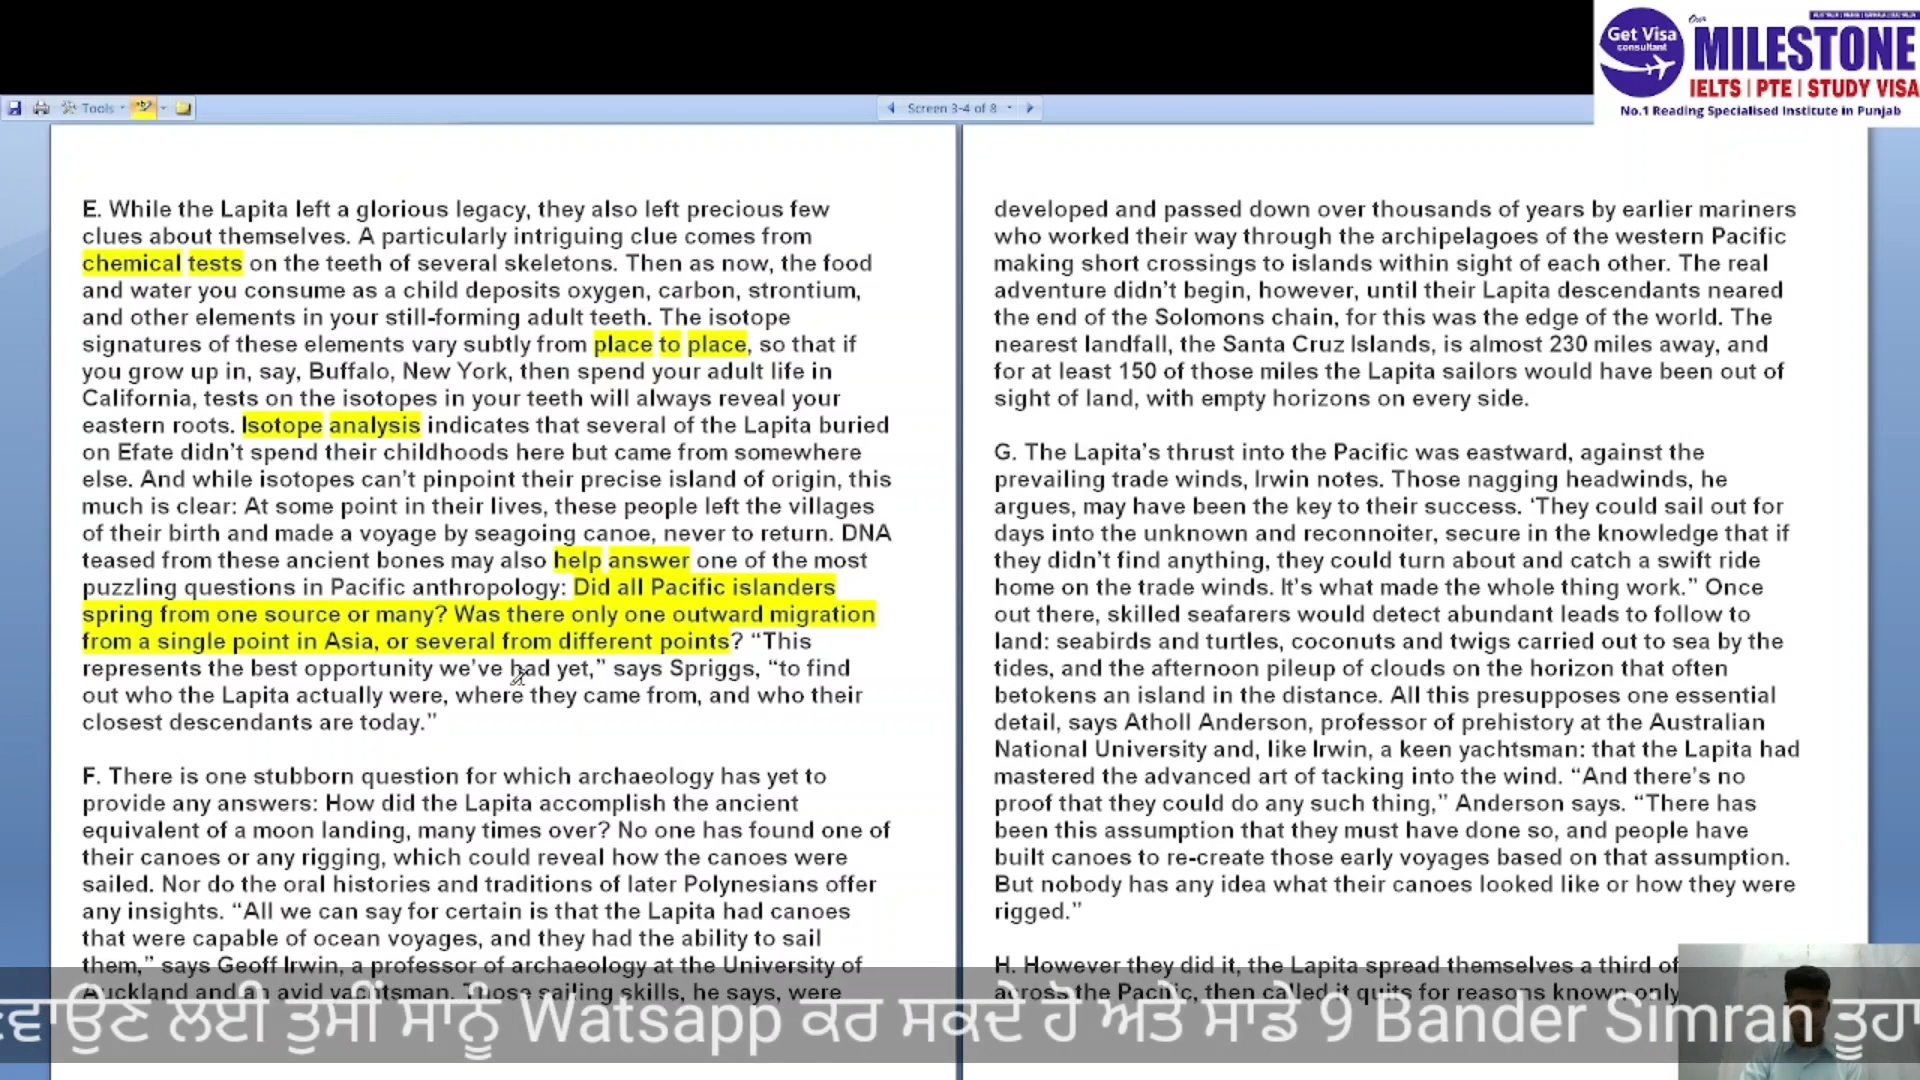 Our
Get Visa
consultant
MILESTONE
IELTS | PTE | STUDY VISA
No.1 Reading Specialised Institute in Punjab
Tools
Screen 3-4 of 8
E. While the Lapita left a glorious legacy, they also left precious few
clues about themselves. A particularly intriguing clue comes from
chemical tests on the teeth of several skeletons. Then as now, the food
and water you consume as a child deposits oxygen, carbon, strontium,
and other elements in your still-forming adult teeth. The isotope
signatures of these elements vary subtly from place to place, so that if
you grow up in, say, Buffalo, New York, then spend your adult life in
California, tests on the isotopes in your teeth will always reveal your
eastern roots. Isotope analysis indicates that several of the Lapita buried
on Efate didn't spend their childhoods here but came from somewhere
else. And while isotopes can't pinpoint their precise island of origin, this
much is clear: At some point in their lives, these people left the villages
of their birth and made a voyage by seagoing canoe, never to return. DNA
teased from these ancient bones may also help answer one of the most
puzzling questions in Pacific anthropology: Did all Pacific islanders
spring from one source or many? Was there only one outward migration
from a single point in Asia, or several from different points? “This
represents the best opportunity we've had yet,” says Spriggs, “to find
out who the Lapita actually were, where they came from, and who their
closest descendants are today.”
F. There is one stubborn question for which archaeology has yet to
provide any answers: How did the Lapita accomplish the ancient
equivalent of a moon landing, many times over? No one has found one of
their canoes or any rigging, which could reveal how the canoes were
sailed. Nor do the oral histories and traditions of later Polynesians offer
any insights. “All we can say for certain is that the Lapita had canoes
that were capable of ocean voyages, and they had the ability to sail
them,” says Geoff Irwin, a professor of archaeology at the University of
Auckland and an avid yachtsman. Those sailing skills, he says, were
developed and passed down over thousands of years by earlier mariners
who worked their way through the archipelagoes of the western Pacific
making short crossings to islands within sight of each other. The real
adventure didn't begin, however, until their Lapita descendants neared
the end of the Solomons chain, for this was the edge of the world. The
nearest landfall, the Santa Cruz Islands, is almost 230 miles away, and
for at least 150 of those miles the Lapita sailors would have been out of
sight of land, with empty horizons on every side.
G. The Lapita's thrust into the Pacific was eastward, against the
prevailing trade winds, Irwin notes. Those nagging headwinds, he
argues, may have been the key to their success. ‘They could sail out for
days into the unknown and reconnoiter, secure in the knowledge that if
they didn't find anything, they could turn about and catch a swift ride
home on the trade winds. It's what made the whole thing work.” Once
out there, skilled seafarers would detect abundant leads to follow to
land: seabirds and turtles, coconuts and twigs carried out to sea by the
tides, and the afternoon pileup of clouds on the horizon that often
betokens an island in the distance. All this presupposes one essential
detail, says Atholl Anderson, professor of prehistory at the Australian
National University and, like Irwin, a keen yachtsman: that the Lapita had
mastered the advanced art of tacking into the wind. “And there's no
proof that they could do any such thing,” Anderson says. “There has
been this assumption that they must have done so, and people have
built canoes to re-create those early voyages based on that assumption.
But nobody has any idea what their canoes looked like or how they were
rigged.”
H. However they did it, the Lapita spread themselves a third of
across the Pacific, then called it quits for reasons known only
ਲਈ ਤੁਸੀਂ ਸਾਨੂੰ Watsapp ਕਰ ਸਕਦੇ ਹੋ ਅਤੇ ਸਾਡੇ 9 Bander Simran